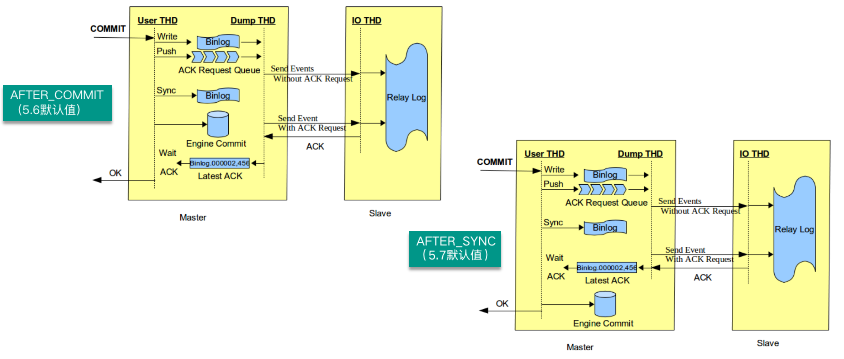 User THD
Dump THD
IO THD
COMMIT
Write
Binlog
Push
ACK Request Queue
Send Events
Without ACK Request
AFTER_COMMIT
(5.6默认值)
Sync
Binlog
Relay Log
Send Event
With ACK Request
Engine Commit
ACK
Wait
ACK
Binlog.000002,456
Latest ACK
OK
Master
Slave
User THD
Dump THD
IO THD
COMMIT
Write
Binlog
Push
ACK Request Queue
Send Events
Without ACK Request
AFTER_SYNC
（5.7默认值）
Sync
Binlog
Relay Log
Send Event
With ACK Request
Wait
ACK
Binlog.000002,456
Latest ACK
ACK
OK
Engine Commit
Master
Slave